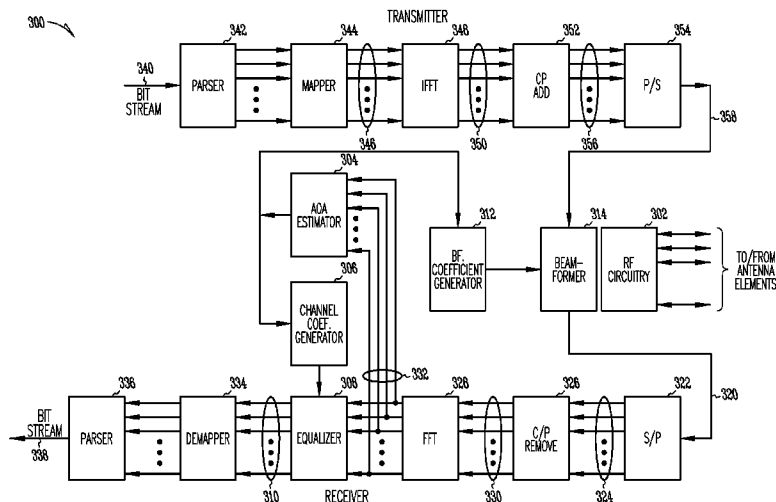 300
TRANSMITTER
342
344
348
352
354
340
BIT
STREAM
PARSER
MAPPER
IFFT
CP
ADD
P/S
346
350
356
358
304
AOA
ESTIMATOR
312
BF.
COEFFICIENT
GENERATOR
314
BEAM-
FORMER
302
RF
CIRCUITRY
TO/FROM
ANTENNA
ELEMENTS
306
CHANNEL
COEF.
GENERATOR
332
320
336
334
308
328
326
322
BIT
STREAM
338
PARSER
DEMAPPER
EQUALIZER
FFT
C/P
REMOVE
S/P
310
RECEIVER
330
324